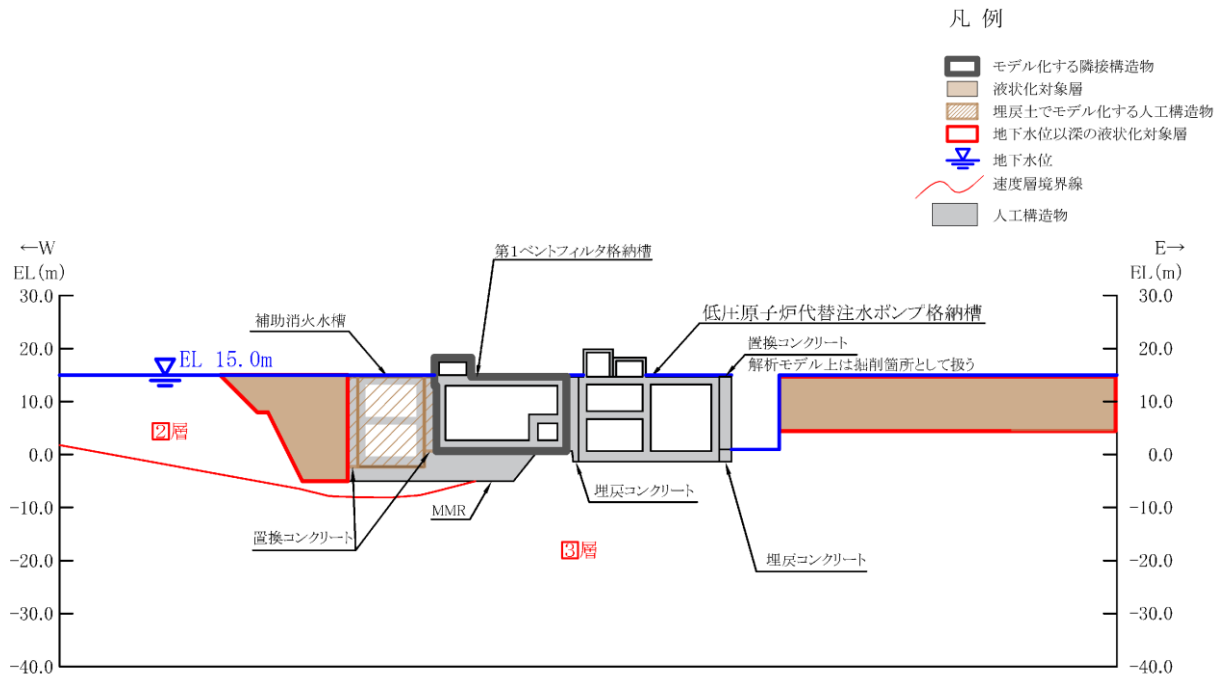 凡 例
モデル化する隣接構造物
液状化対象層
埋戻土でモデル化する人工構造物
地下水位以深の液状化対象層
地下水位
速度層境界線
人工構造物
←W
EL(m)
E→
EL(m)
第1ベントフィルタ格納槽
補助消火水槽
低圧原子炉代替注水ポンプ格納槽
置換コンクリート
解析モデル上は掘削箇所として扱う
EL 15.0m
30.0
20.0
10.0
0.0
-10.0
-20.0
-30.0
-40.0
30.0
20.0
10.0
0.0
-10.0
-20.0
-30.0
-40.0
2層
埋戻コンクリート
MMR
置換コンクリート
3層
埋戻コンクリート